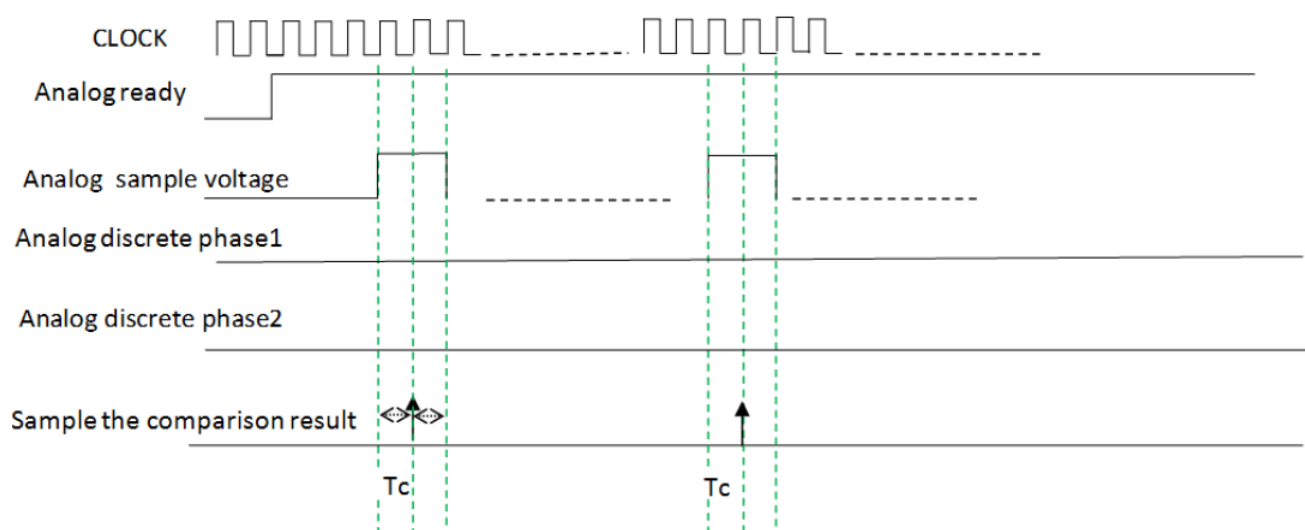 CLOCK
Analog ready
Analog sample voltage
Analog discrete phase1
Analog discrete phase2
Sample the comparison result
Tc Tc